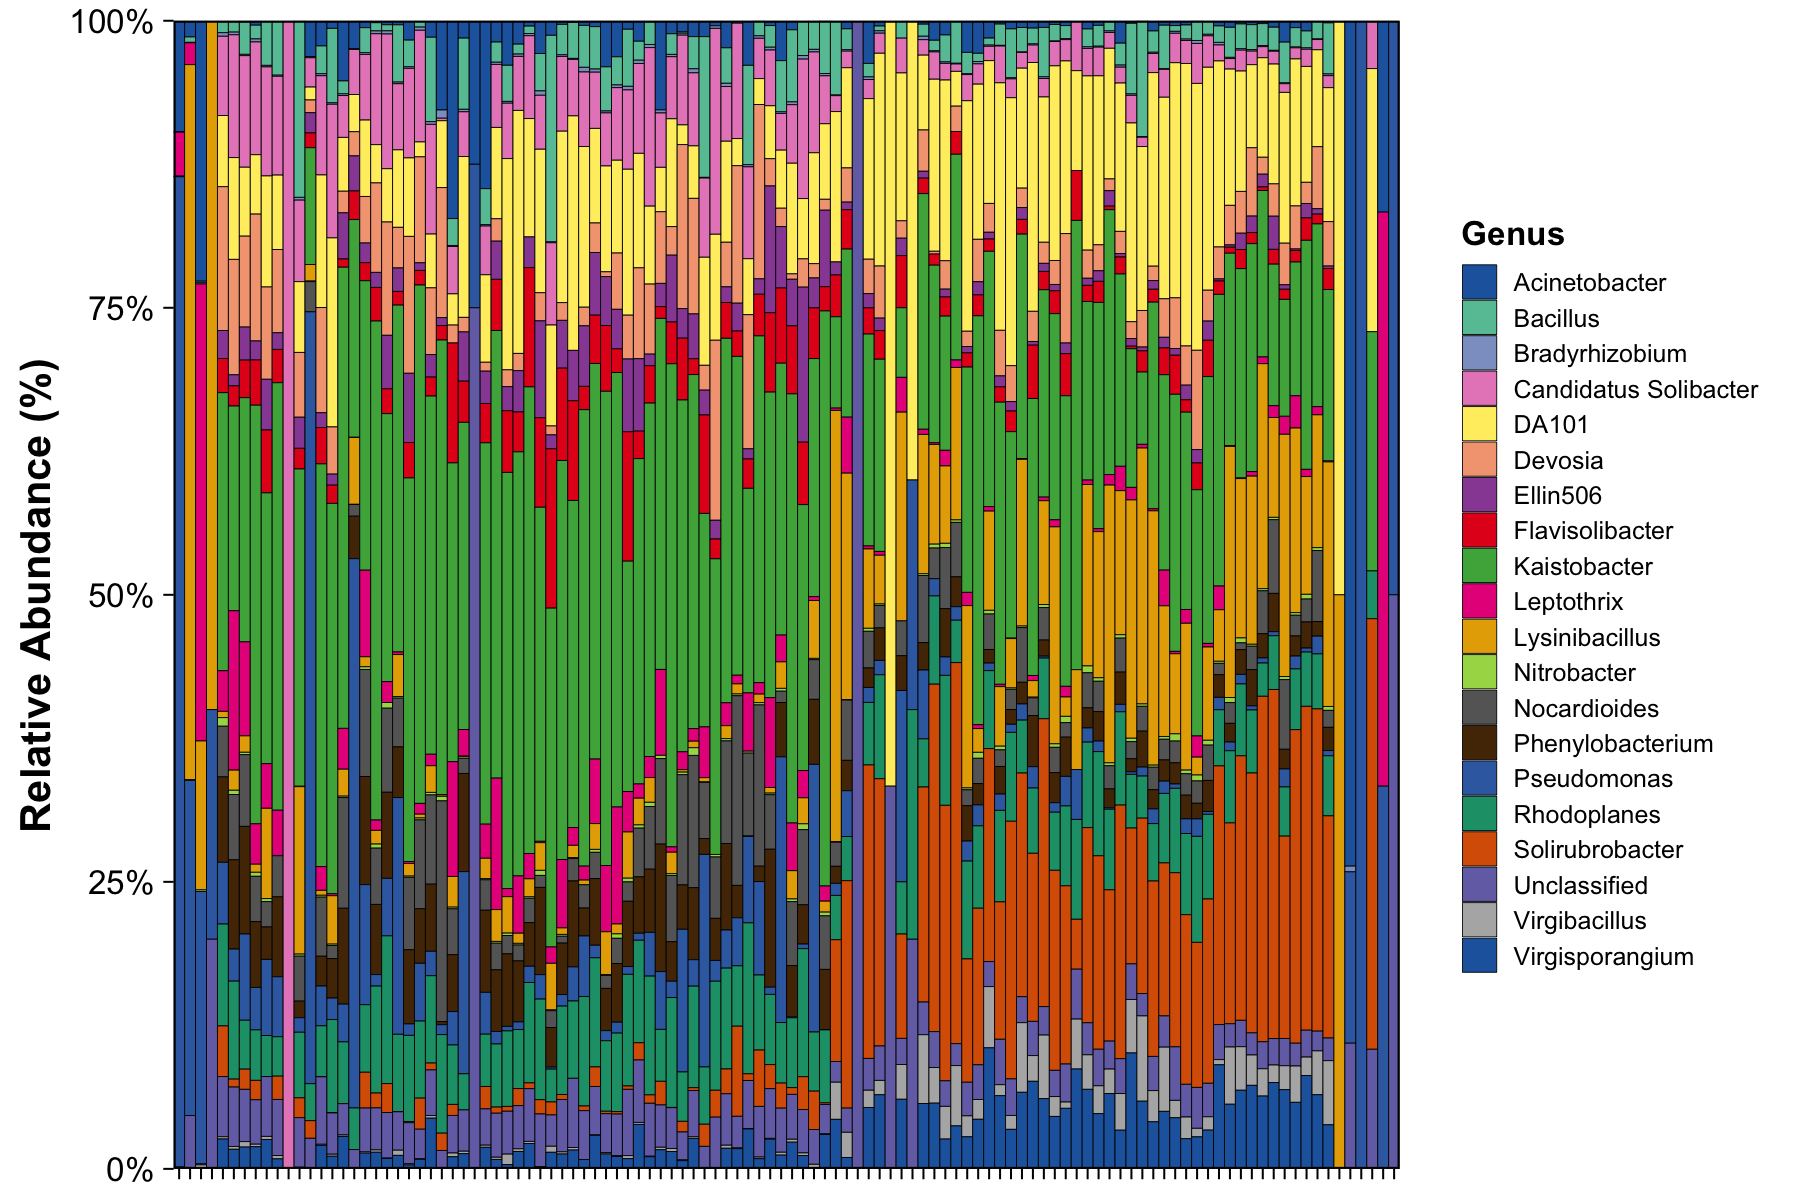 100%
75%
50%
25%
0%
Relative Abundance (%)
Genus
Acinetobacter
Bacillus
Bradyrhizobium
Candidatus Solibacter
DA101
Devosia
Ellin506
Flavisolibacter
Kaistobacter
Leptothrix
Lysinibacillus
Nitrobacter
Nocardioides
Phenylobacterium
Pseudomonas
Rhodoplanes
Solirubrobacter
Unclassified
Virgibacillus
Virgisporangium